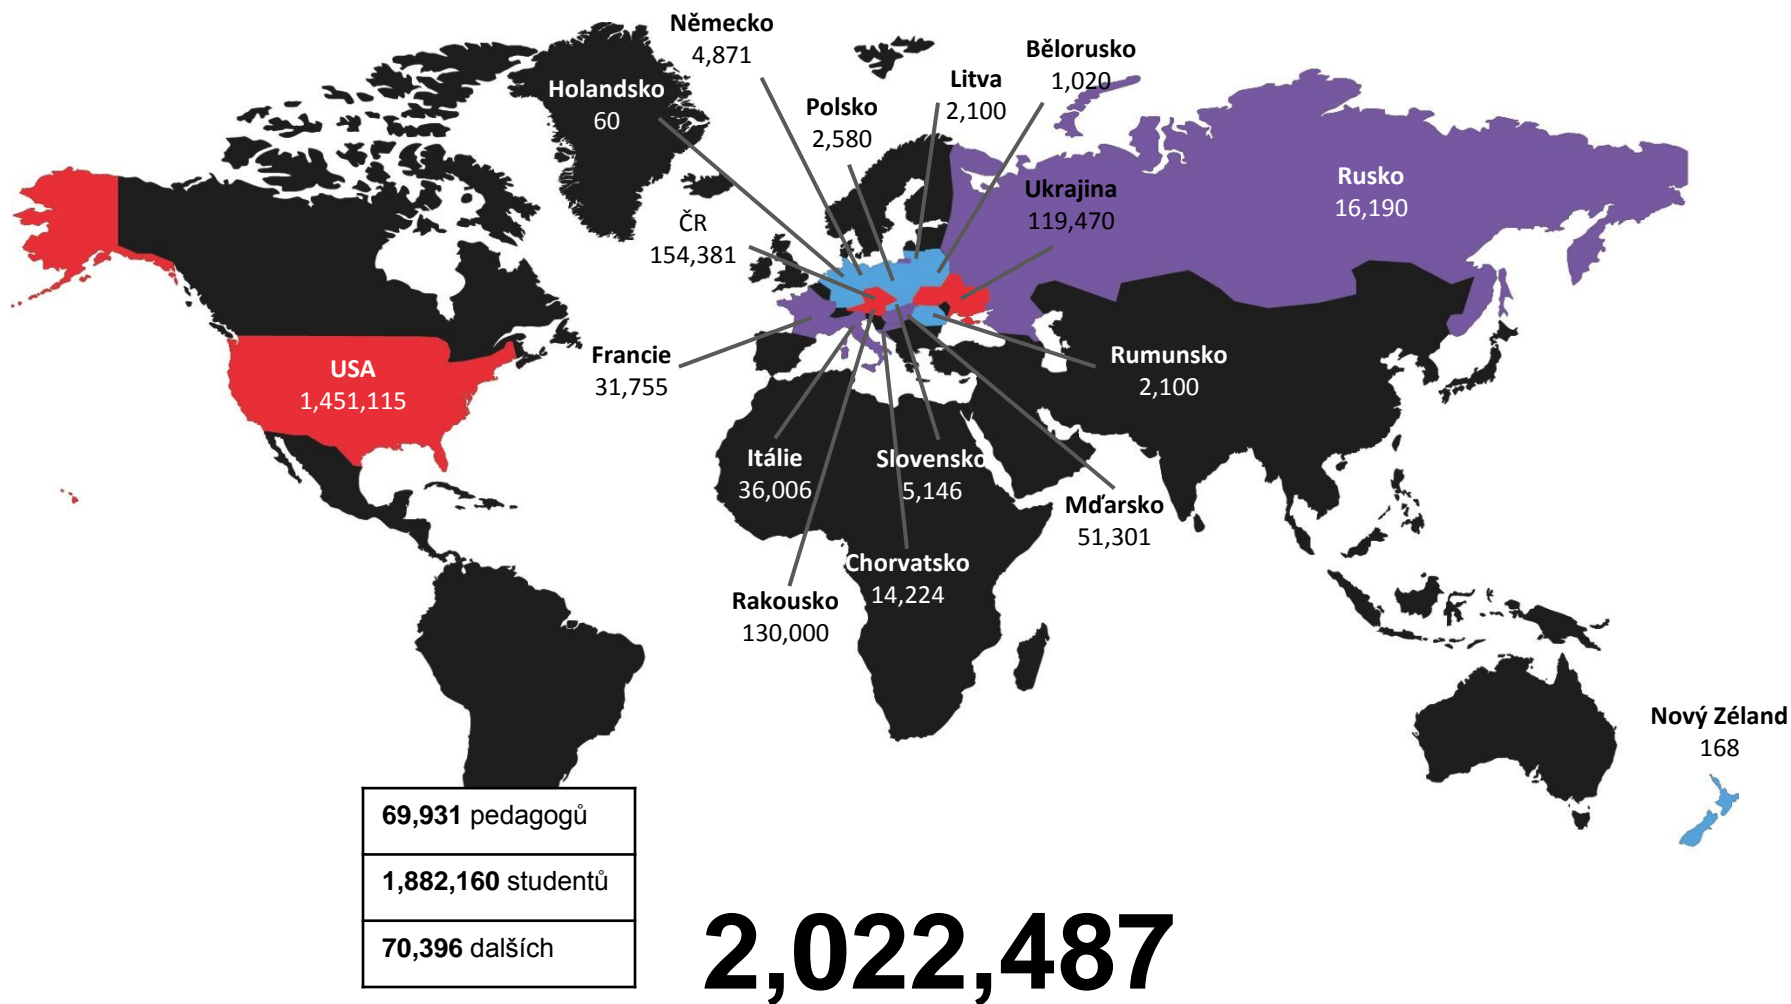 Německo
4,871
Bělorusko
1,020
Litva
2,100
Holandsko
60
Polsko
2,580
Rusko
16,190
Ukrajina
119,470
ČR
154,381
Francie
31,755
Rumunsko
2,100
USA
1,451,115
Itálie
36,006
Slovensko
5,146
Mďarsko
51,301
Chorvatsko
14,224
Rakousko
130,000
Nový Zéland
168
69,931 pedagogů
1,882,160 studentů
70,396 dalších
2,022,487